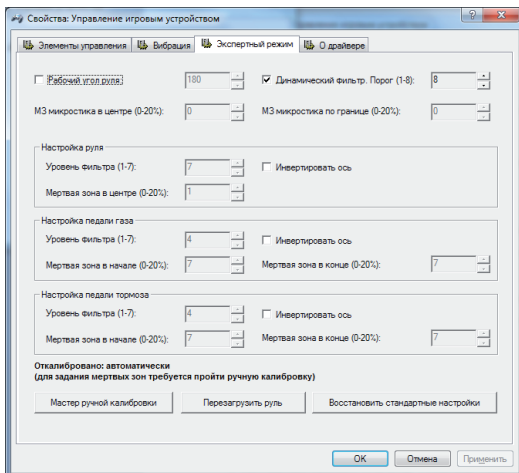 Свойства: Управление игровым устройством
Элементы управления Вибрация Экспертный режим О драйвере
Рабочий угол руля: 180 Динамический фильтр. Порог (1-8): 8
МЗ микростика в центре (0-20%): 0 МЗ микростика по границе (0-20%): 0
Настройка руля
Уровень фильтра (1-7): 7 Инвертировать ось
Мертвая зона в центре (0-20%): 1
Настройка педали газа
Уровень фильтра (1-7): 4 Инвертировать ось
Мертвая зона в начале (0-20%): 7 Мертвая зона в конце (0-20%): 7
Настройка педали тормоза
Уровень фильтра (1-7): 4 Инвертировать ось
Мертвая зона в начале (0-20%): 7 Мертвая зона в конце (0-20%): 7
Откалибровано: автоматически
(для задания мертвых зон требуется пройти ручную калибровку)
Мастер ручной калибровки Перезагрузить руль Восстановить стандартные настройки
OK Отмена Применить